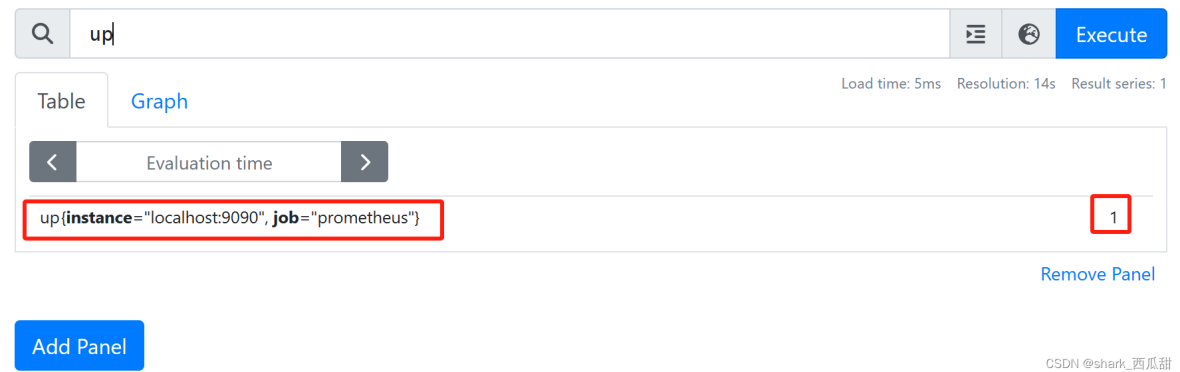 up
Execute
Load time: 5ms Resolution: 14s Result series: 1
Table Graph
Evaluation time
up{instance="localhost:9090", job="prometheus"} 1
Remove Panel
Add Panel
CSDN @shark_西瓜甜